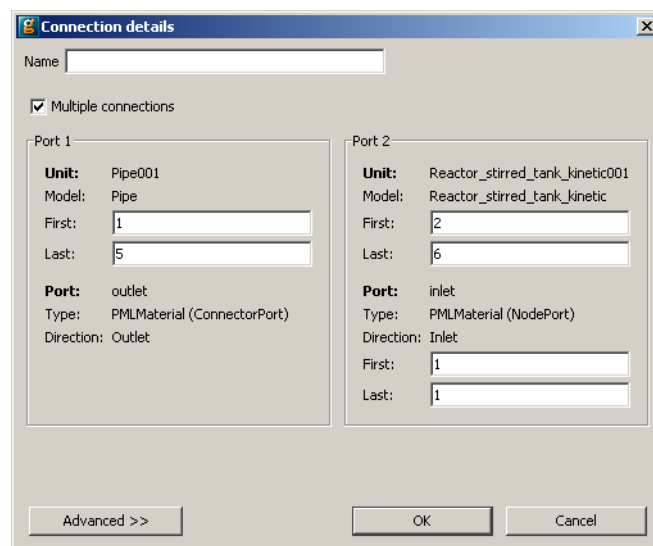 Connection details
Name
Multiple connections
Port 1
Unit: Pipe001
Model: Pipe
First: 1
Last: 5
Port: outlet
Type: PMLMaterial (ConnectorPort)
Direction: Outlet
Port 2
Unit: Reactor_stirred_tank_kinetic001
Model: Reactor_stirred_tank_kinetic
First: 2
Last: 6
Port: inlet
Type: PMLMaterial (NodePort)
Direction: Inlet
First: 1
Last: 1
Advanced >>
OK
Cancel